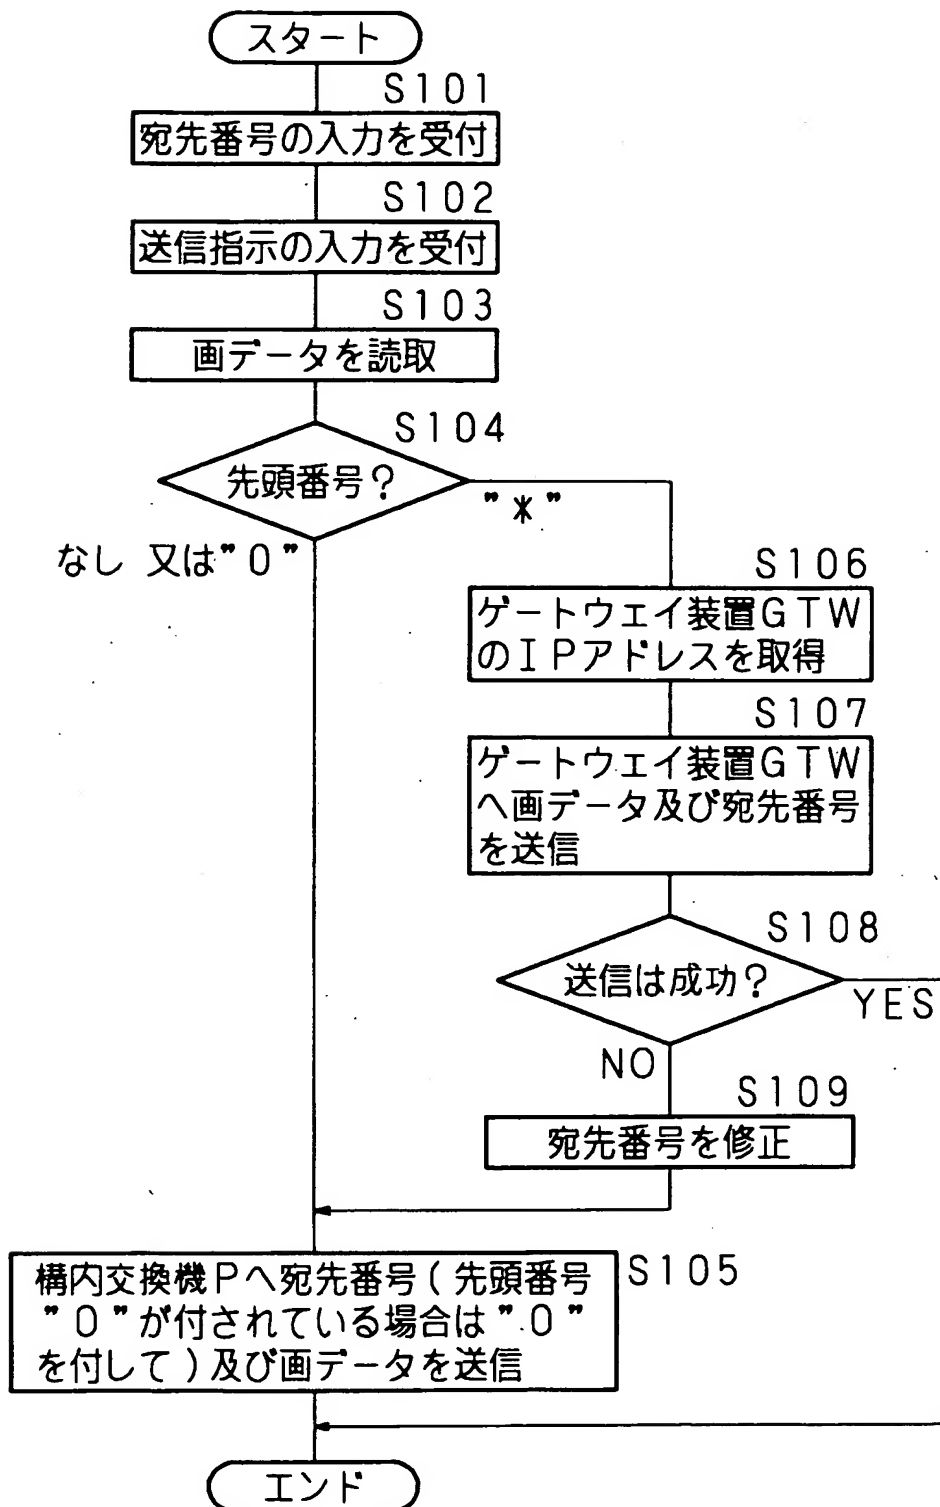 スタート
S101
宛先番号の入力を受付
S102
送信指示の入力を受付
S103
画データを読取
S104
先頭番号?
"*"
なし 又は"0"
S106
ゲートウェイ装置GTW
のIPアドレスを取得
S107
ゲートウェイ装置GTW
へ画データ及び宛先番号
を送信
S108
送信は成功?
YES
NO
S109
宛先番号を修正
S105
構内交換機Pへ宛先番号(先頭番号
"0"が付されている場合は"0"
を付して)及び画データを送信
エンド